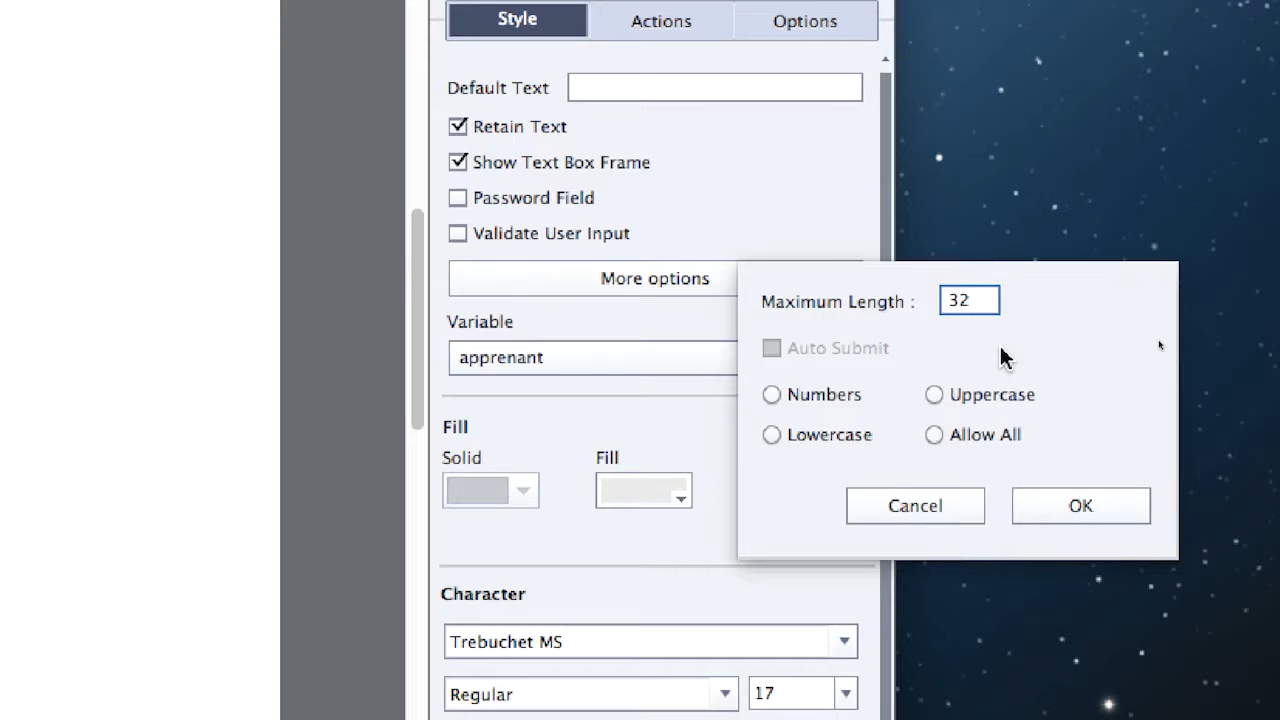 Style Actions Options
Default Text
Retain Text
Show Text Box Frame
Password Field
Validate User Input
More options
Variable
apprenant
Maximum Length : 32
Auto Submit
Numbers Uppercase
Lowercase Allow All
Cancel OK
Fill
Solid Fill
Character
Trebuchet MS
Regular 17